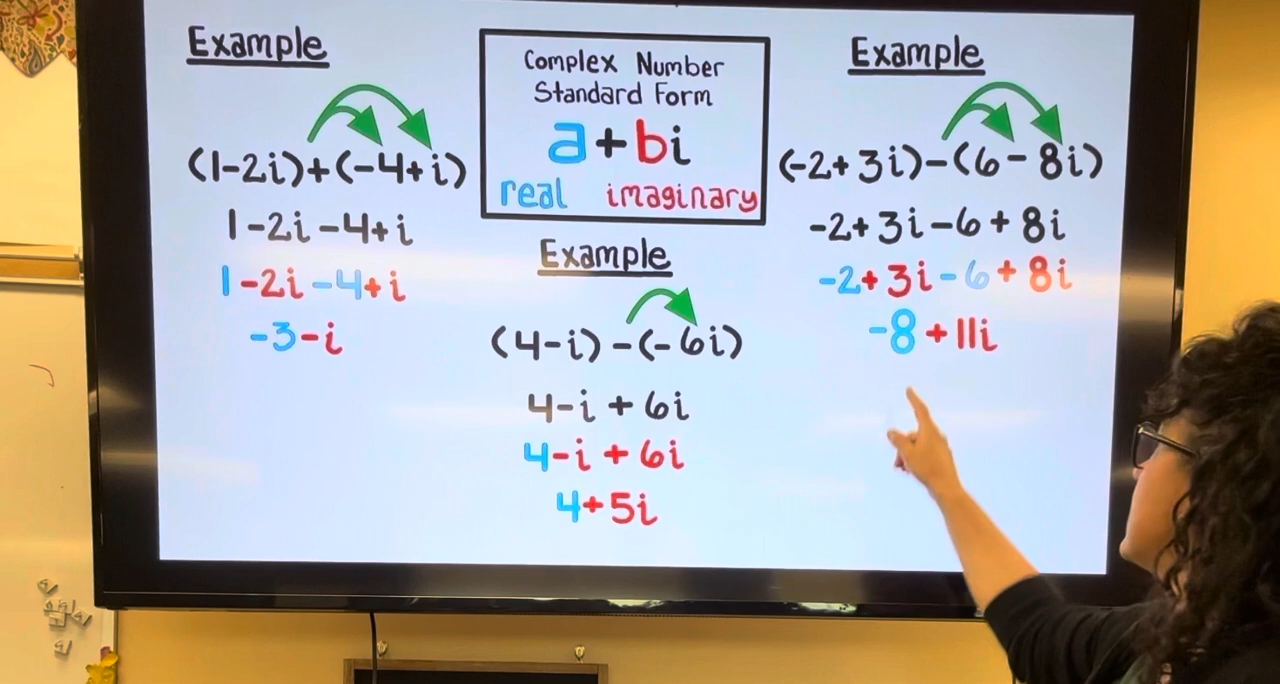 Example
(1-2i)+(-4+i)
1-2i-4+i
1-2i-4+i
-3-i
Complex Number
Standard Form
a+bi
real imaginary
Example
(4-i)-(-6i)
4-i+6i
4-i+6i
4+5i
Example
(-2+3i)-(6-8i)
-2+3i-6+8i
-2+3i-6+8i
-8+11i